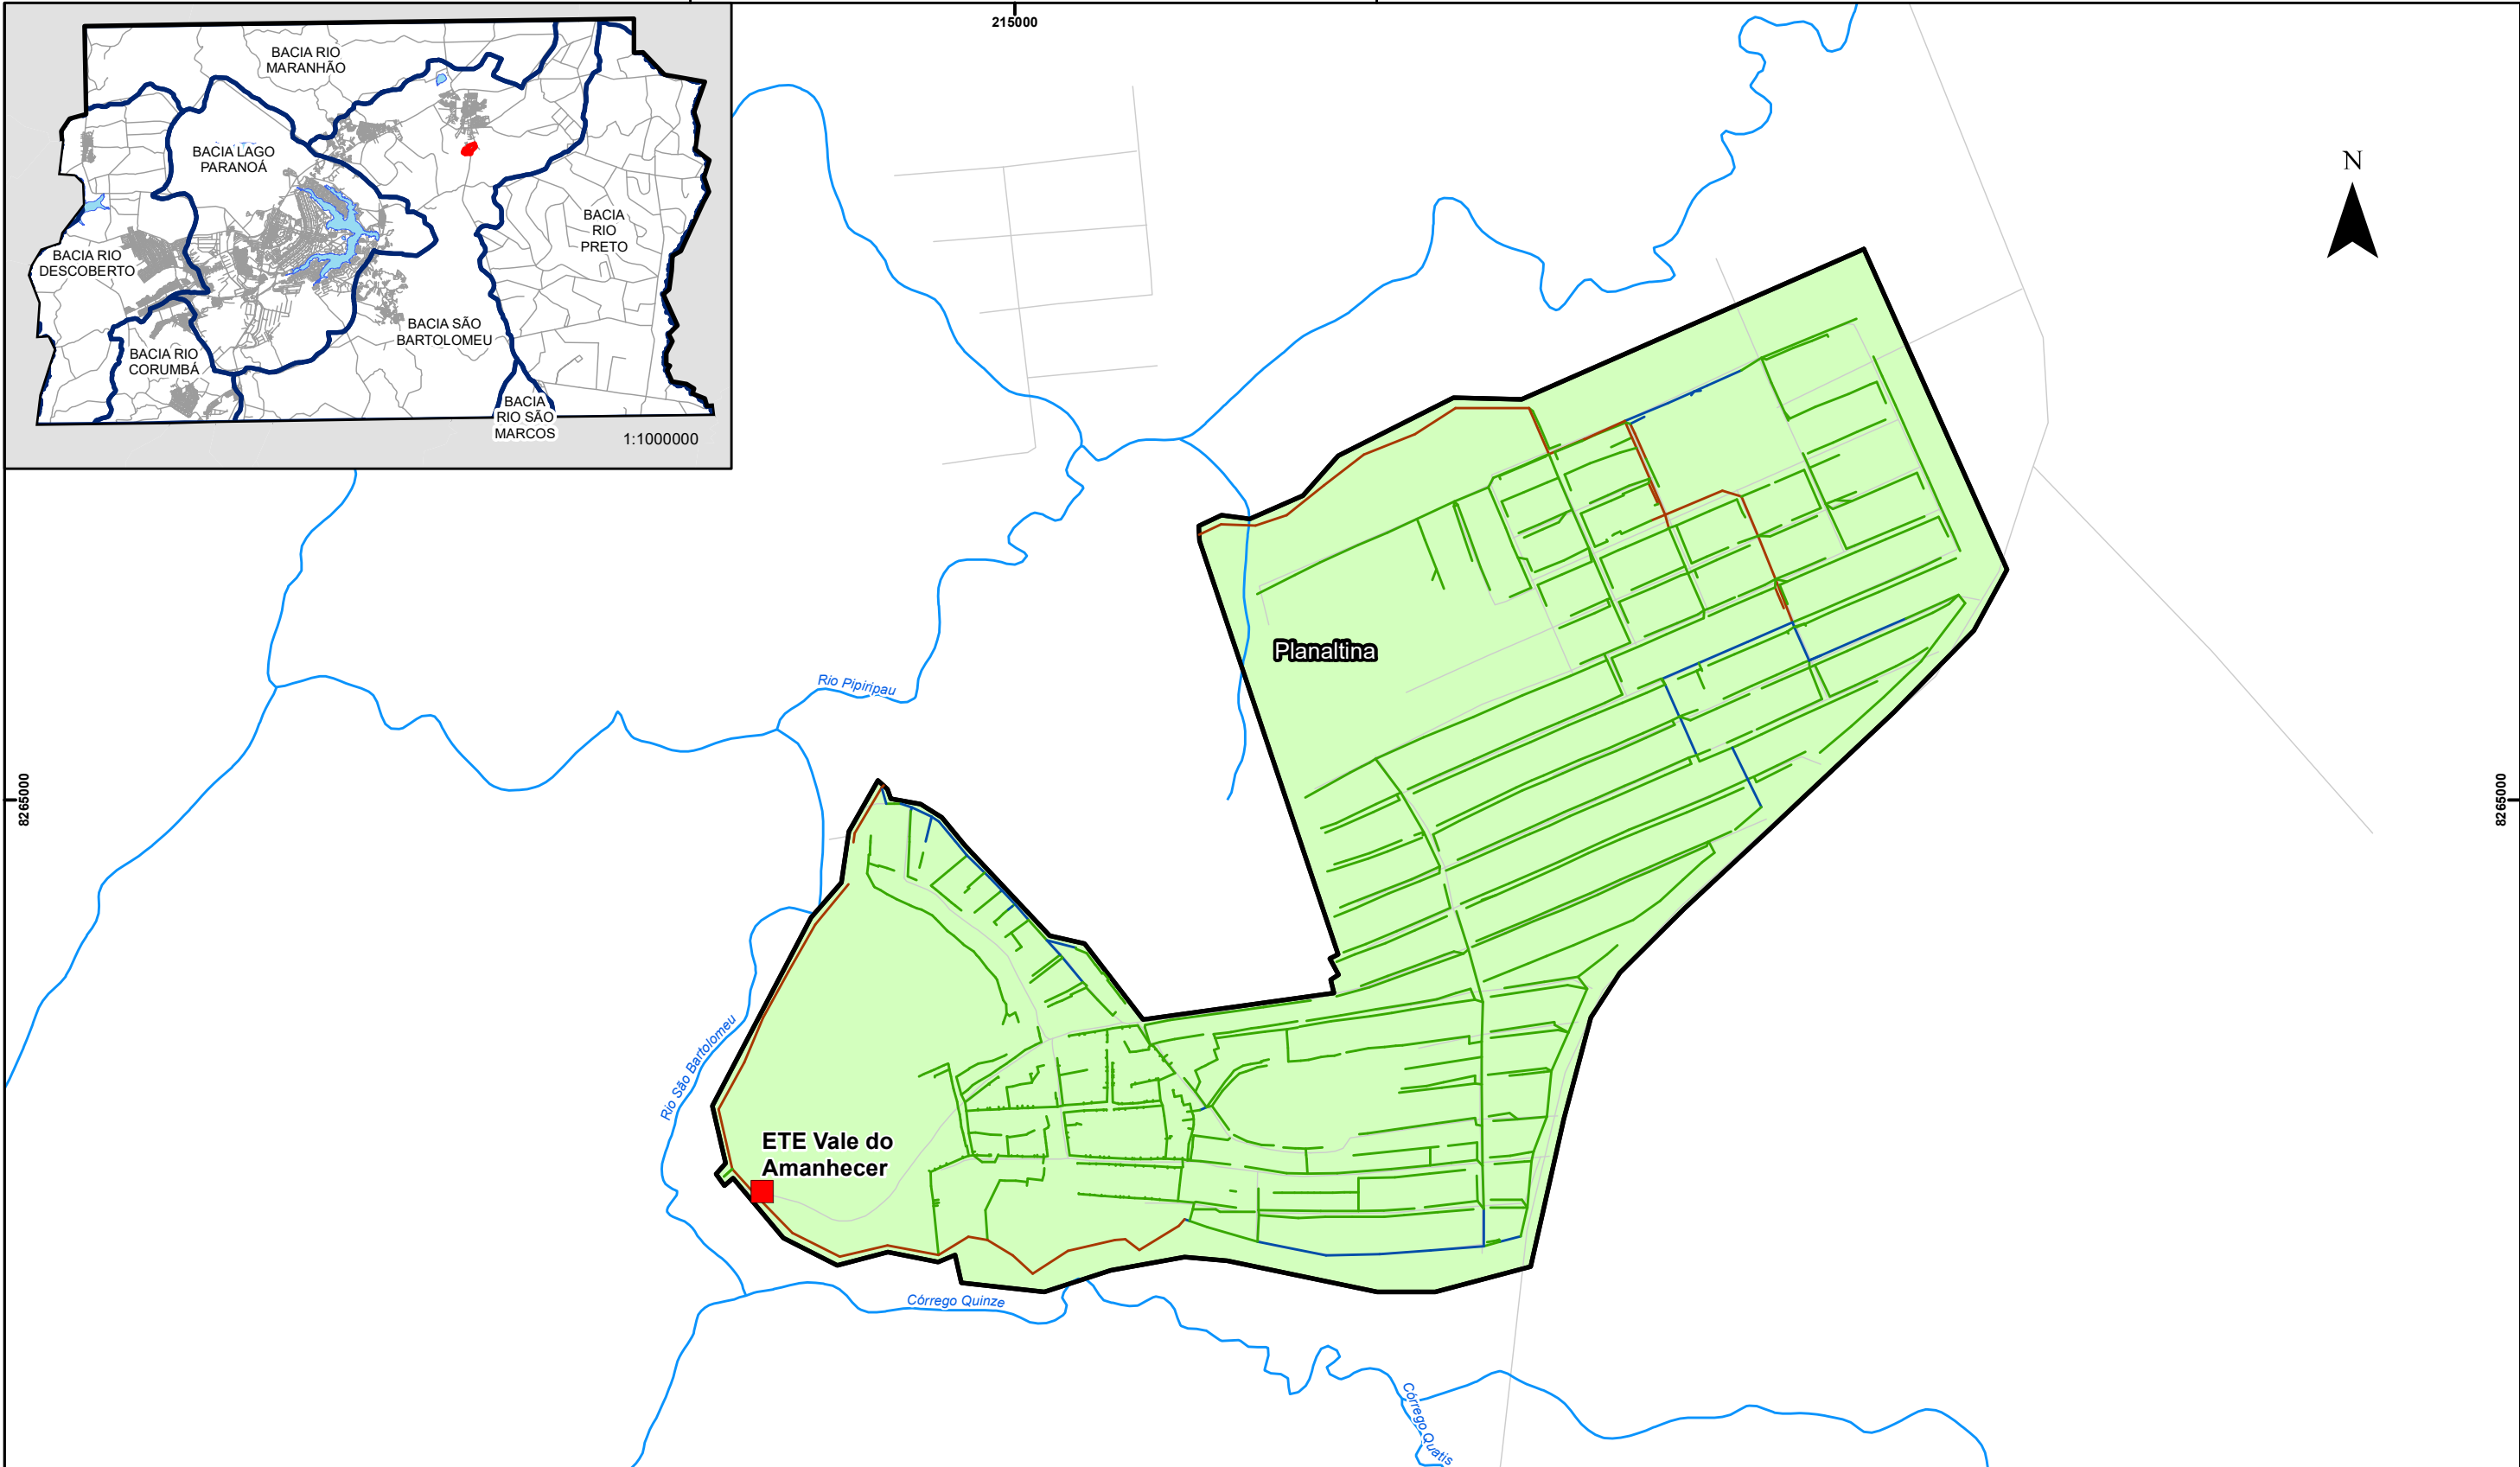 215000
BACIA RIO
MARANHÃO
BACIA LAGO
PARANOÁ
BACIA
RIO
PRETO
BACIA RIO
DESCOBERTO
BACIA SÃO
BARTOLOMEU
BACIA RIO
CORUMBÁ
BACIA
RIO SÃO
MARCOS
1:1000000
N
Planaltina
Rio Pipiripau
8265000
8265000
Rio São Bartolomeu
ETE Vale do
Amanhecer
Córrego Quinze
Córrego Quatis